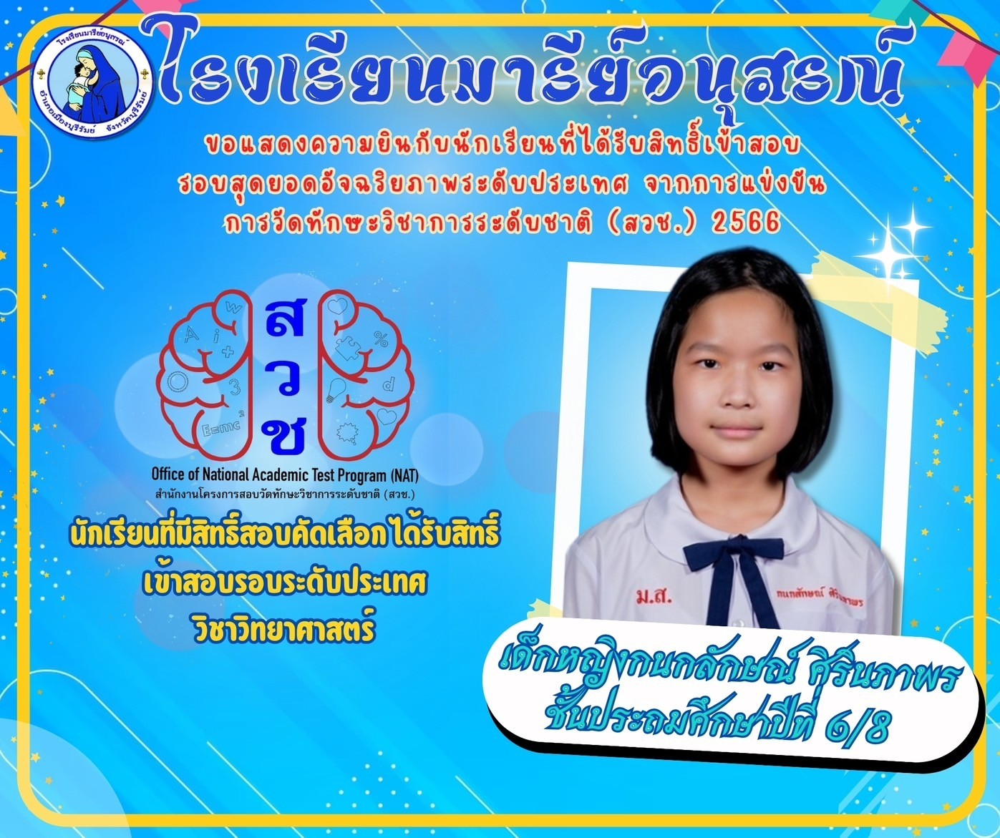 โรงเรียนมารีย์อนุสรณ์
โรงเรียนมารีย์อนุสรณ์
อำเภอเมืองบุรีรัมย์ จังหวัดบุรีรัมย์
ขอแสดงความยินกับนักเรียนที่ได้รับสิทธิ์เข้าสอบ
รอบสุดยอดอัจฉริยภาพระดับประเทศ จากการแข่งขัน
การวัดทักษะวิชาการระดับชาติ (สวช.) 2566
W
A i +
3
E=mc²
ส
ว
ช
%
d
Office of National Academic Test Program (NAT)
สำนักงานโครงการสอบวัดทักษะวิชาการระดับชาติ (สวช.)
นักเรียนที่มีสิทธิ์สอบคัดเลือก ได้รับสิทธิ์
เข้าสอบรอบระดับประเทศ
วิชาวิทยาศาสตร์
ม.ส.
กนกลักษณ์
เด็กหญิงกนกลักษณ์ ศิรินภาพร
ชั้นประถมศึกษาปีที่ 6/8